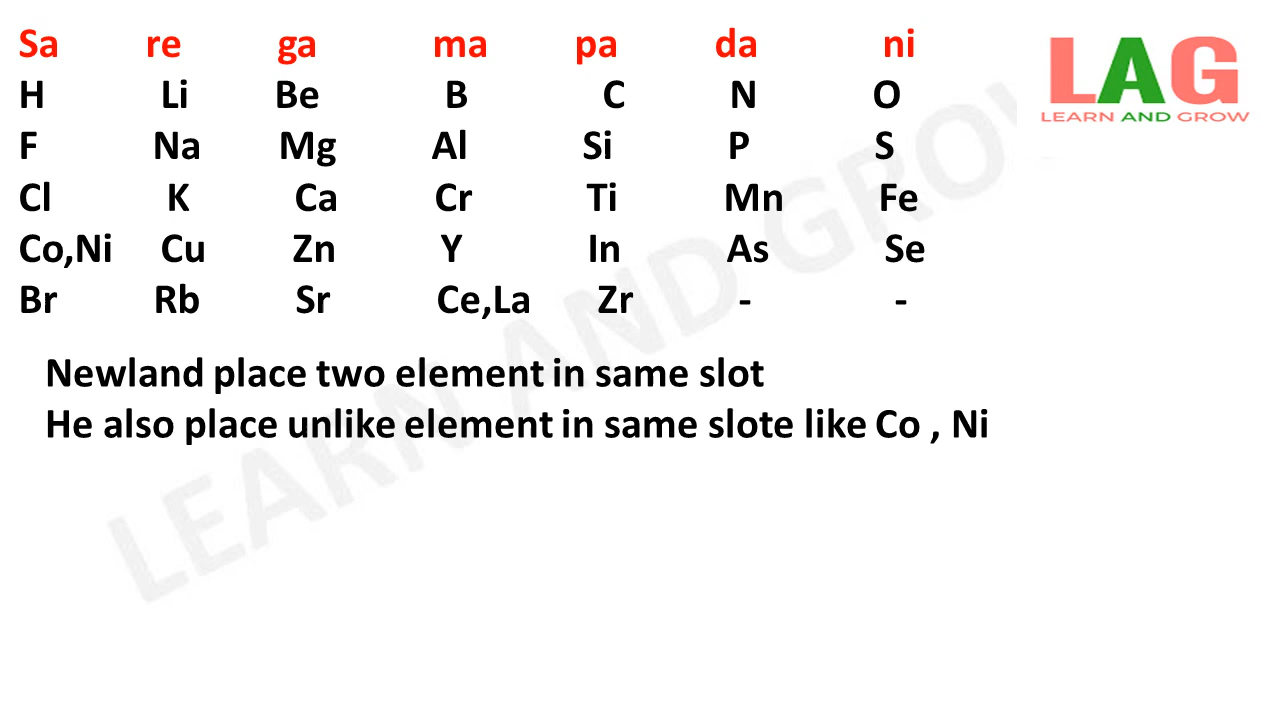 Sa re ga ma pa da ni
H Li Be B C N O
F Na Mg Al Si P S
Cl K Ca Cr Ti Mn Fe
Co,Ni Cu Zn Y In As Se
Br Rb Sr Ce,La Zr - -
Newland place two element in same slot
He also place unlike element in same slote like Co , Ni
LAG
LEARN AND GROW
LEARN AND GROW